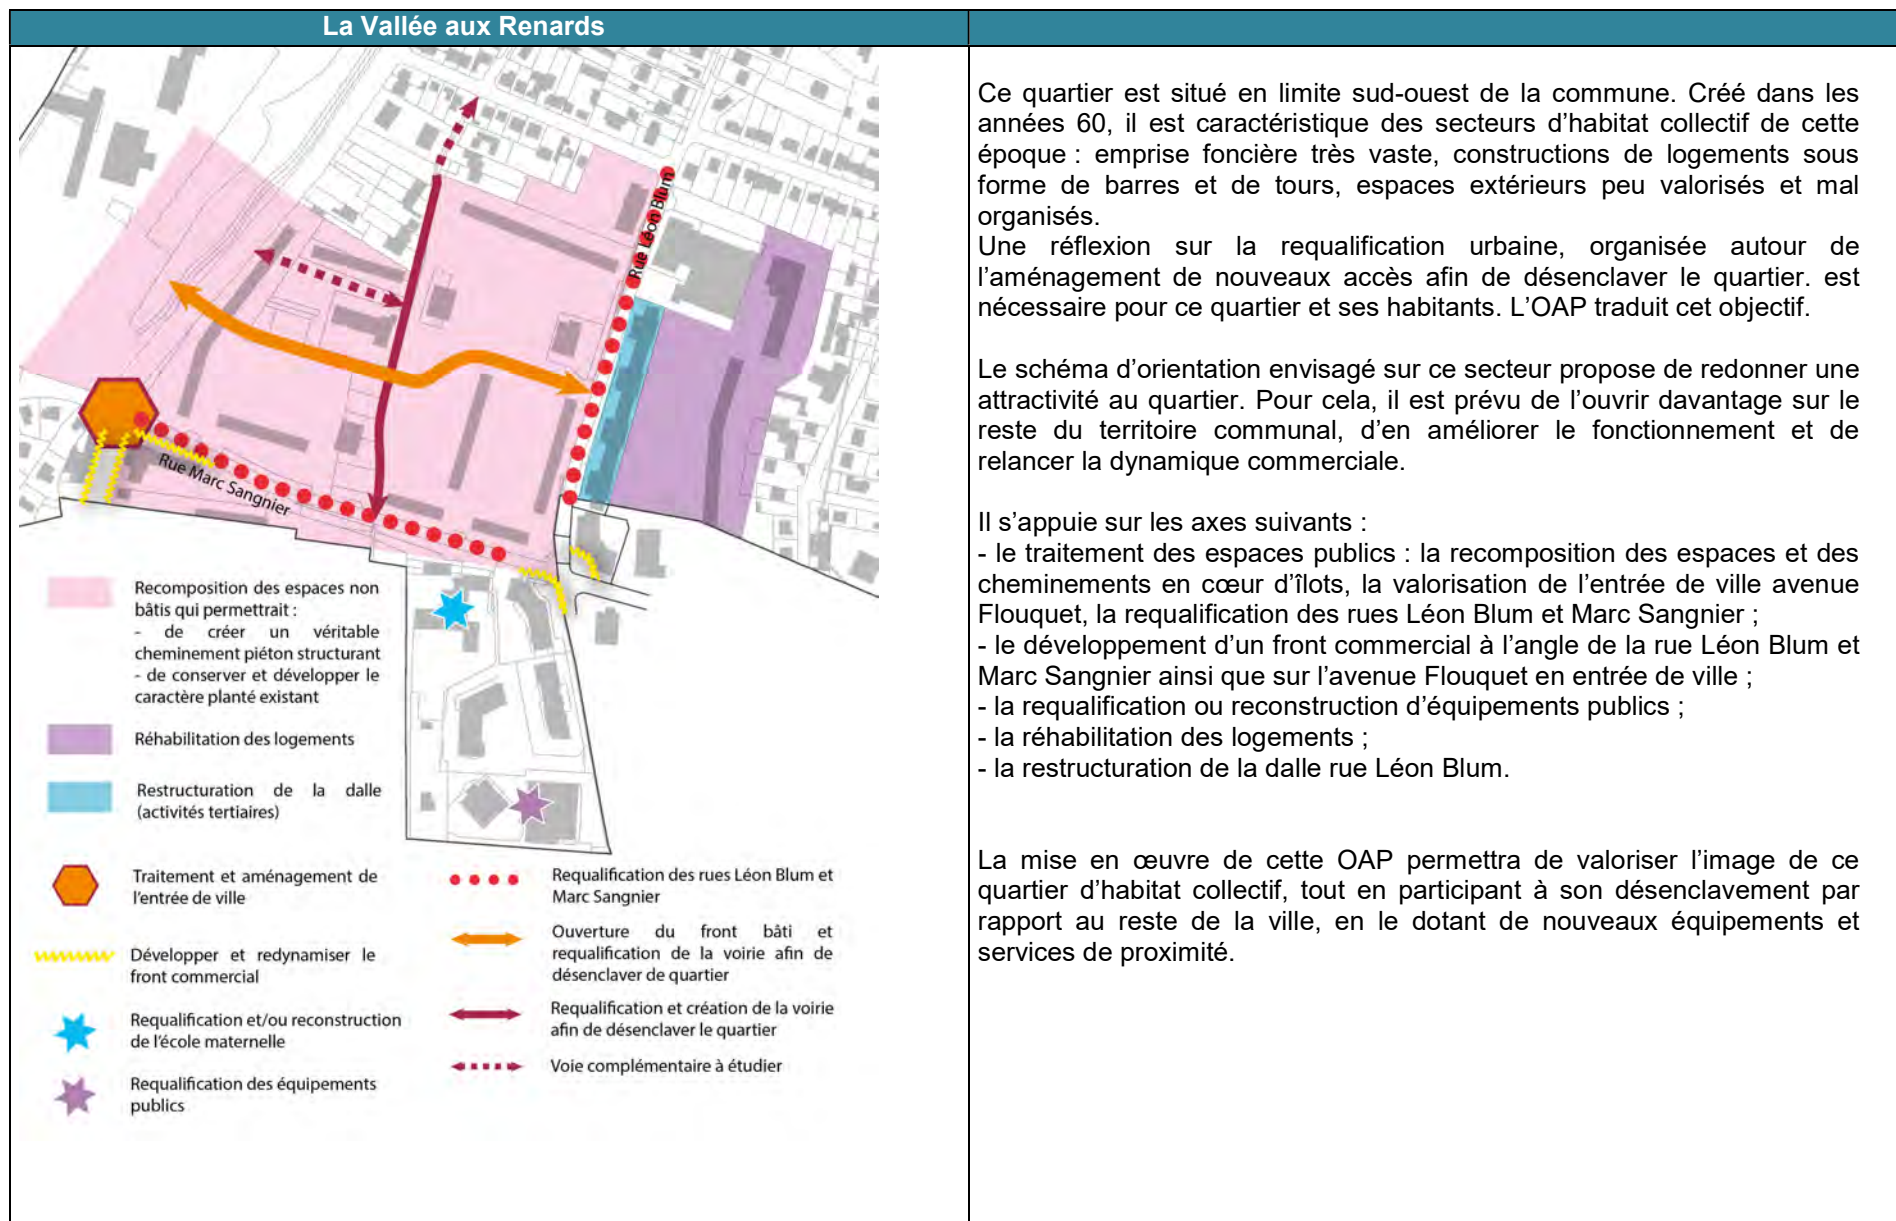 La Vallée aux Renards
Rue Léon Blum
Rue Marc Sangnier
Recomposition des espaces non
bâtis qui permettrait :
- de créer un véritable
cheminement piéton structurant
- de conserver et développer le
caractère planté existant
Réhabilitation des logements
Restructuration de la dalle
(activités tertiaires)
Traitement et aménagement de
l'entrée de ville
Développer et redynamiser le
front commercial
Requalification et/ou reconstruction
de l'école maternelle
Requalification des équipements
publics
Requalification des rues Léon Blum et
Marc Sangnier
Ouverture du front bâti et
requalification de la voirie afin de
désenclaver de quartier
Requalification et création de la voirie
afin de désenclaver le quartier
Voie complémentaire à étudier
Ce quartier est situé en limite sud-ouest de la commune. Créé dans les
années 60, il est caractéristique des secteurs d'habitat collectif de cette
époque : emprise foncière très vaste, constructions de logements sous
forme de barres et de tours, espaces extérieurs peu valorisés et mal
organisés.
Une réflexion sur la requalification urbaine, organisée autour de
l'aménagement de nouveaux accès afin de désenclaver le quartier. est
nécessaire pour ce quartier et ses habitants. L'OAP traduit cet objectif.
Le schéma d'orientation envisagé sur ce secteur propose de redonner une
attractivité au quartier. Pour cela, il est prévu de l'ouvrir davantage sur le
reste du territoire communal, d'en améliorer le fonctionnement et de
relancer la dynamique commerciale.
Il s'appuie sur les axes suivants :
- le traitement des espaces publics : la recomposition des espaces et des
cheminements en cœur d'îlots, la valorisation de l'entrée de ville avenue
Flouquet, la requalification des rues Léon Blum et Marc Sangnier ;
- le développement d'un front commercial à l'angle de la rue Léon Blum et
Marc Sangnier ainsi que sur l'avenue Flouquet en entrée de ville ;
- la requalification ou reconstruction d'équipements publics ;
- la réhabilitation des logements ;
- la restructuration de la dalle rue Léon Blum.
La mise en œuvre de cette OAP permettra de valoriser l'image de ce
quartier d'habitat collectif, tout en participant à son désenclavement par
rapport au reste de la ville, en le dotant de nouveaux équipements et
services de proximité.